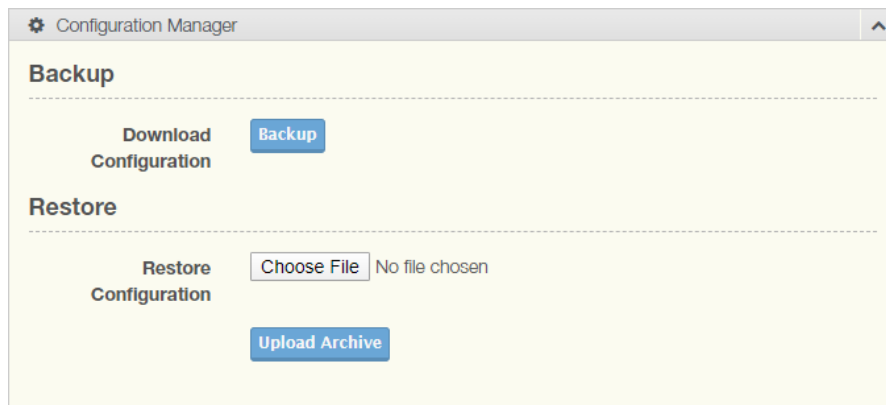 Configuration Manager
Backup
Download
Configuration
Backup
Restore
Restore
Configuration
Choose File No file chosen
Upload Archive